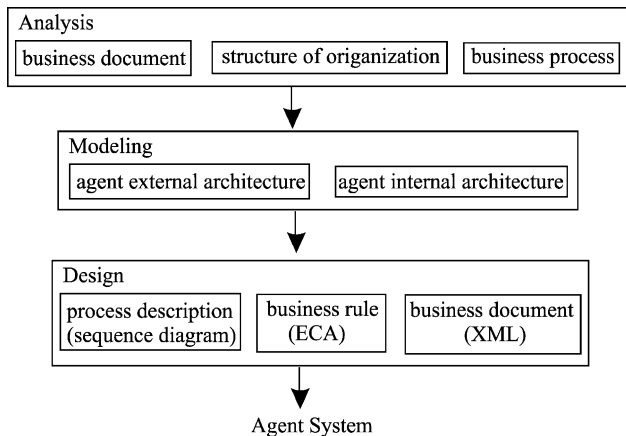 Analysis
business document
structure of origanization
business process
Modeling
agent external architecture
agent internal architecture
Design
process description
(sequence diagram)
business rule
(ECA)
business document
(XML)
Agent System